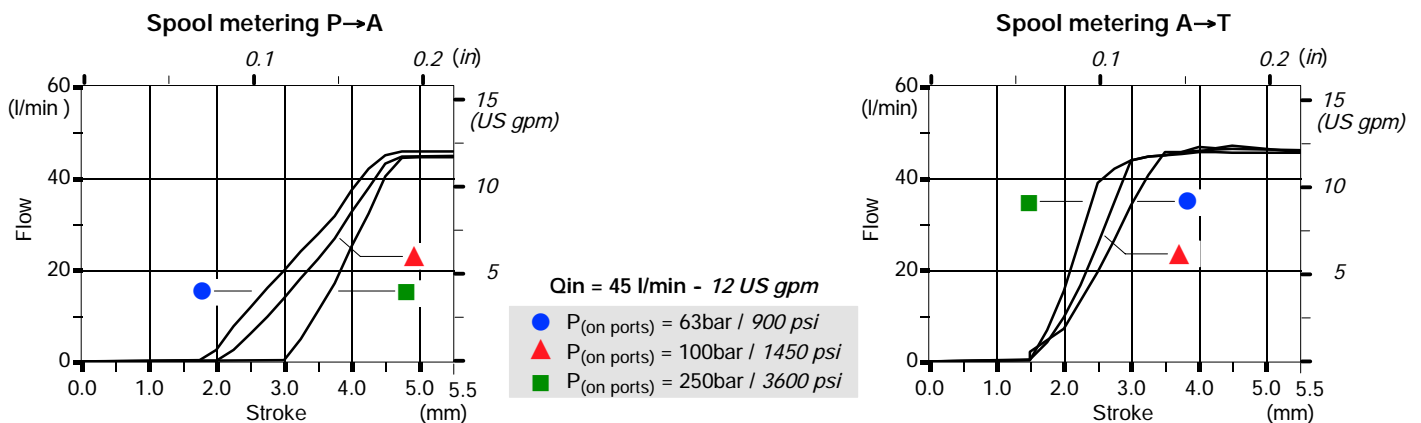 Spool metering P→A
0.1 0.2 (in)
60
(l/min )
40
20
0
Flow
15
(US gpm)
10
5
0.0 1.0 2.0 3.0 4.0 5.0 5.5
Stroke (mm)
Qin = 45 l/min - 12 US gpm
P(on ports) = 63bar / 900 psi
P(on ports) = 100bar / 1450 psi
P(on ports) = 250bar / 3600 psi
Spool metering A→T
0.1 0.2 (in)
60
(l/min )
40
20
0
Flow
15
(US gpm)
10
5
0.0 1.0 2.0 3.0 4.0 5.0 5.5
Stroke (mm)